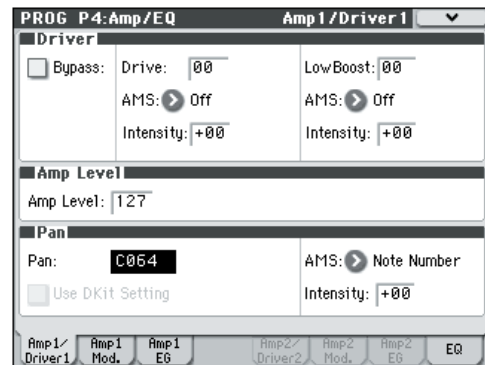 PROG P4:Amp/EQ Amp1/Driver1
Driver
Bypass: Drive: 00 LowBoost: 00
AMS: Off AMS: Off
Intensity: +00 Intensity: +00
Amp Level
Amp Level: 127
Pan
Pan: C064 AMS: Note Number
Use DKit Setting Intensity: +00
Amp1/ Amp1 Amp1 Amp2/ Amp2 Amp2 EQ
Driver1 Mod. EG Driver2 Mod. EG